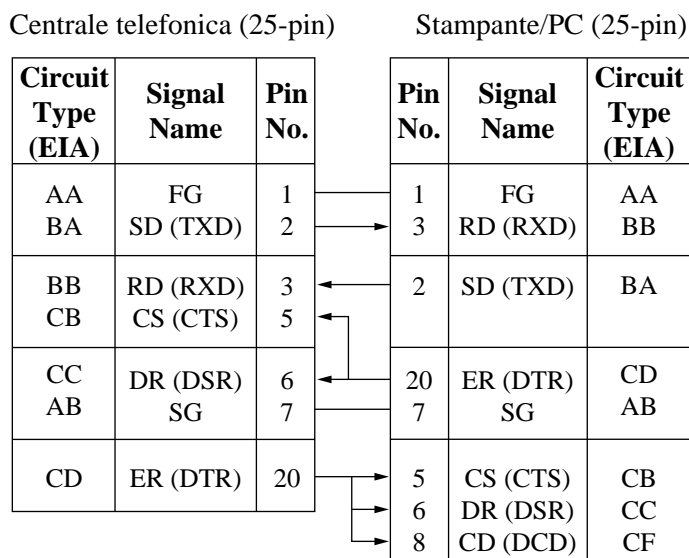 Centrale telefonica (25-pin) Stampante/PC (25-pin)
Circuit Type (EIA) Signal Name Pin No. Pin No. Signal Name Circuit Type (EIA)
AA FG 1 1 FG AA
BA SD (TXD) 2 3 RD (RXD) BB
BB RD (RXD) 3 2 SD (TXD) BA
CB CS (CTS) 5
CC DR (DSR) 6 20 ER (DTR) CD
AB SG 7 7 SG AB
CD ER (DTR) 20 5 CS (CTS) CB
6 DR (DSR) CC
8 CD (DCD) CF